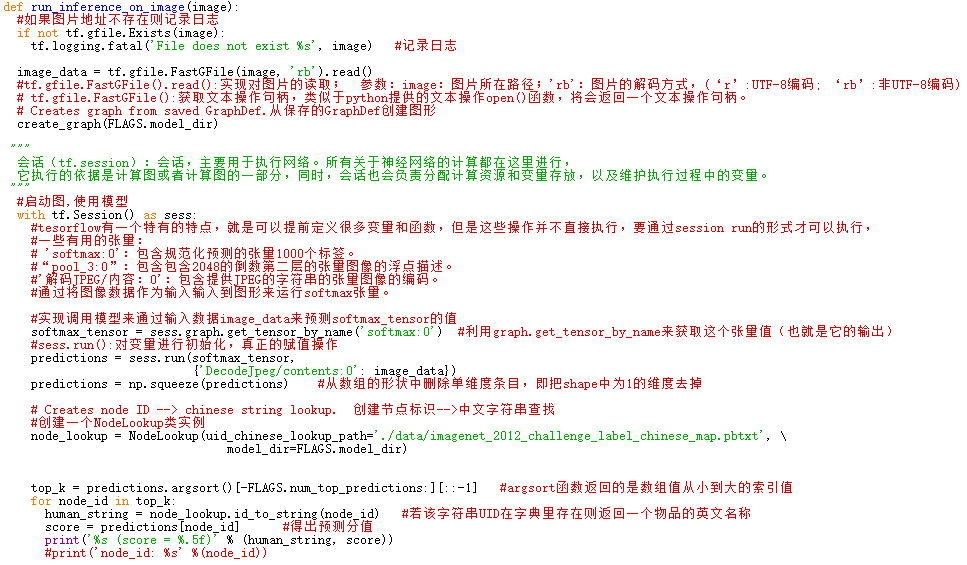 def run_inference_on_image(image):
#如果图片地址不存在则记录日志
if not tf.gfile.Exists(image):
tf.logging.fatal('File does not exist %s', image) #记录日志
image_data = tf.gfile.FastGFile(image, 'rb').read()
#tf.gfile.FastGFile().read():实现对图片的读取； 参数：image：图片所在路径；'rb'：图片的解码方式，(‘r’:UTF-8编码; ‘rb’:非UTF-8编码)
# tf.gfile.FastGFile():获取文本操作句柄，类似于python提供的文本操作open()函数，将会返回一个文本操作句柄。
# Creates graph from saved GraphDef.从保存的GraphDef创建图形
create_graph(FLAGS.model_dir)
"""
会话（tf.session）：会话，主要用于执行网络。所有关于神经网络的计算都在这里进行，
它执行的依据是计算图或者计算图的一部分，同时，会话也会负责分配计算资源和变量存放，以及维护执行过程中的变量。
"""
#启动图,使用模型
with tf.Session() as sess:
#tesorflow有一个特有的特点，就是可以提前定义很多变量和函数，但是这些操作并不直接执行，要通过session run的形式才可以执行，
#一些有用的张量：
# 'softmax:0'：包含规范化预测的张量1000个标签。
#“pool_3:0”：包含包含2048的倒数第二层的张量图像的浮点描述。
#'解码JPEG/内容：0'：包含提供JPEG的字符串的张量图像的编码。
#通过将图像数据作为输入输入到图形来运行softmax张量。
#实现调用模型来通过输入数据image_data来预测softmax_tensor的值
softmax_tensor = sess.graph.get_tensor_by_name('softmax:0') #利用graph.get_tensor_by_name来获取这个张量值（也就是它的输出）
#sess.run():对变量进行初始化，真正的赋值操作
predictions = sess.run(softmax_tensor,
{'DecodeJpeg/contents:0': image_data})
predictions = np.squeeze(predictions) #从数组的形状中删除单维度条目，即把shape中为1的维度去掉
# Creates node ID --> chinese string lookup. 创建节点标识-->中文字符串查找
#创建一个NodeLookup类实例
node_lookup = NodeLookup(uid_chinese_lookup_path='./data/imagenet_2012_challenge_label_chinese_map.pbtxt', \
model_dir=FLAGS.model_dir)
top_k = predictions.argsort()[-FLAGS.num_top_predictions:][::-1] #argsort函数返回的是数组值从小到大的索引值
for node_id in top_k:
human_string = node_lookup.id_to_string(node_id) #若该字符串UID在字典里存在则返回一个物品的英文名称
score = predictions[node_id] #得出预测分值
print('%s (score = %.5f)' % (human_string, score))
#print('node_id: %s' %(node_id))